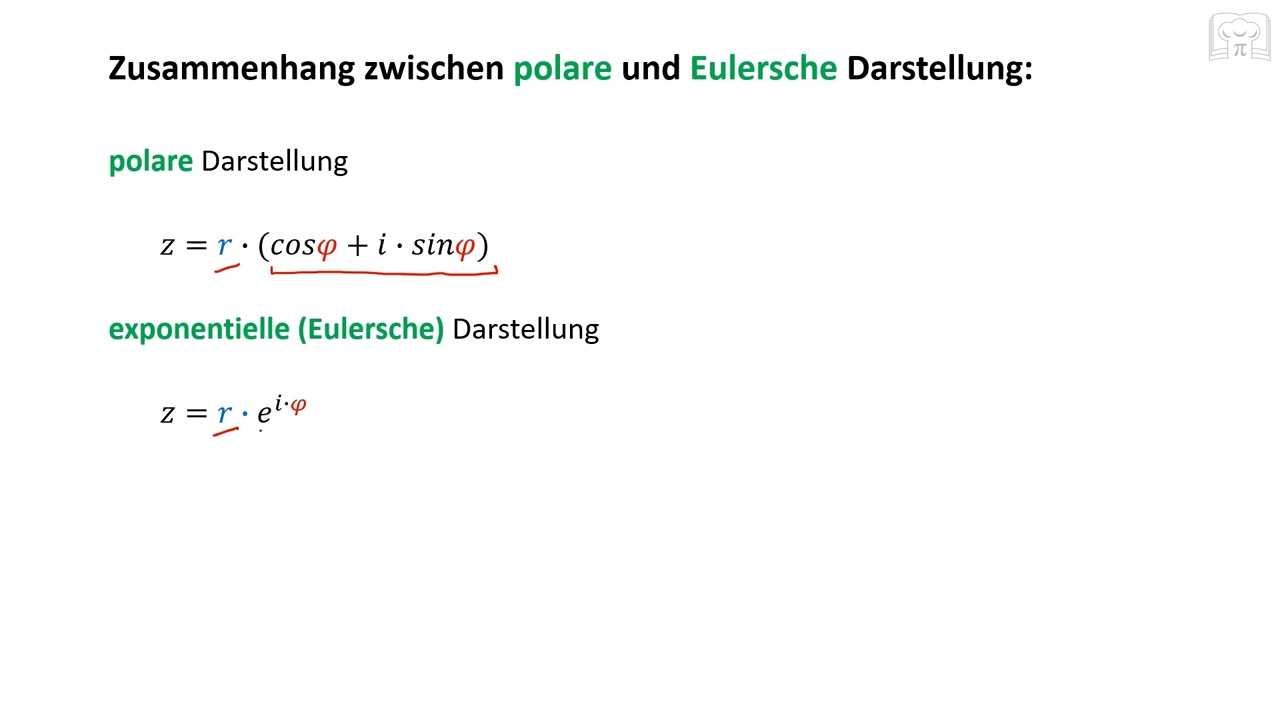 Zusammenhang zwischen polare und Eulersche Darstellung:
polare Darstellung
z = r · (cosφ + i · sinφ)
exponentielle (Eulersche) Darstellung
z = r · e^{i·φ}
π